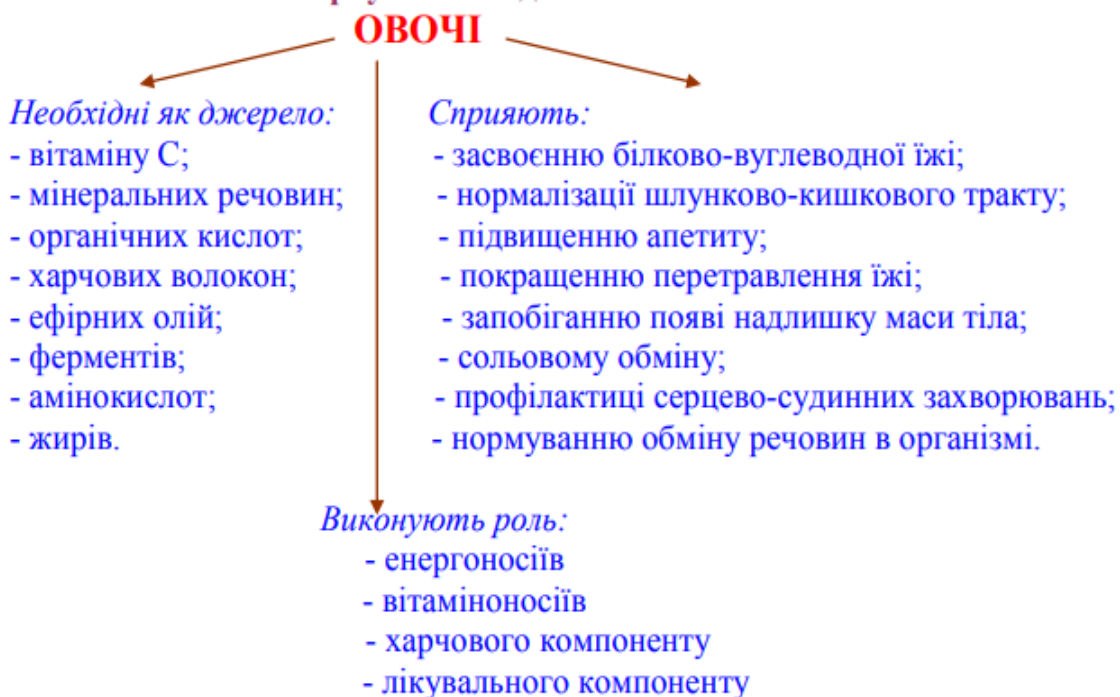 ОВОЧІ
Необхідні як джерело:
- вітаміну С;
- мінеральних речовин;
- органічних кислот;
- харчових волокон;
- ефірних олій;
- ферментів;
- амінокислот;
- жирів.
Сприяють:
- засвоєнню білково-вуглеводної їжі;
- нормалізації шлунково-кишкового тракту;
- підвищенню апетиту;
- покращенню перетравлення їжі;
- запобіганню появі надлишку маси тіла;
- сольовому обміну;
- профілактиці серцево-судинних захворювань;
- нормуванню обміну речовин в організмі.
Виконують роль:
- енергоносіїв
- вітаміноносіїв
- харчового компоненту
- лікувального компоненту